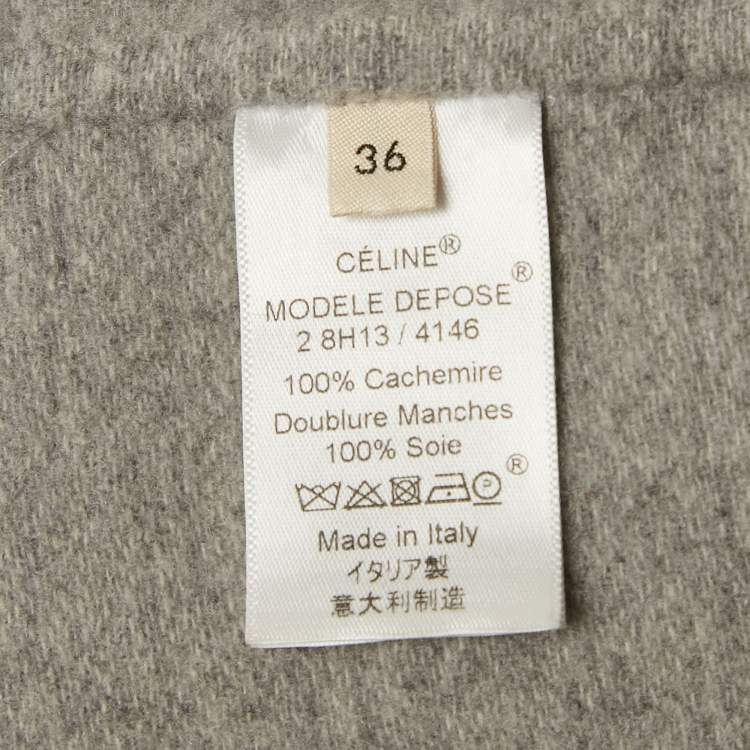 36
CÉLINE®
MODELE DEPOSE®
2 8H13 / 4146
100% Cachemire
Doublure Manches
100% Soie
®
Made in Italy
イタリア製
意大利制造